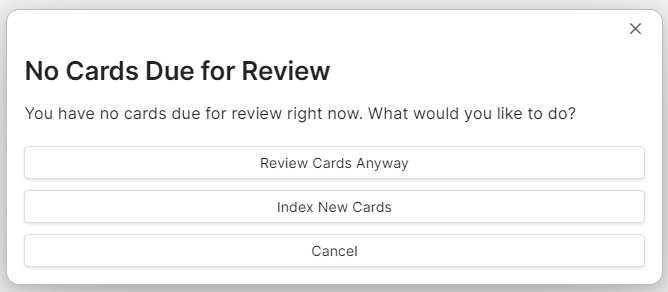 No Cards Due for Review
You have no cards due for review right now. What would you like to do?
Review Cards Anyway
Index New Cards
Cancel